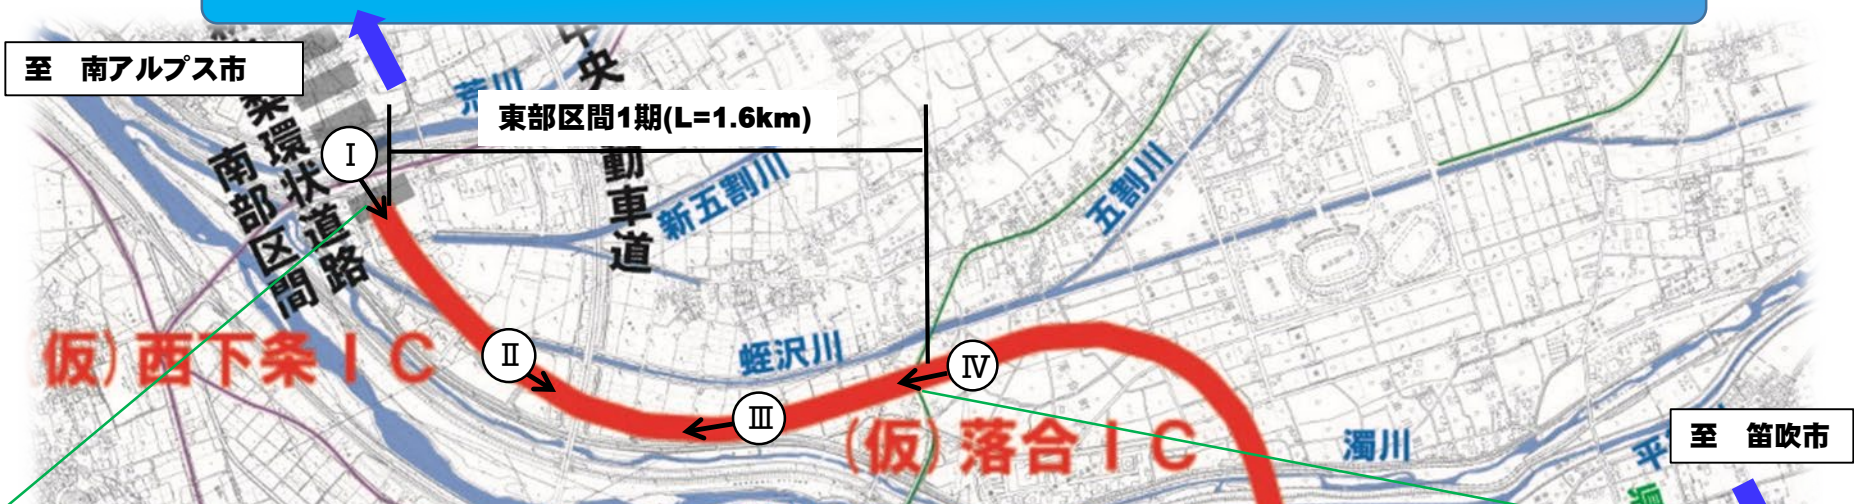 至　南アルプス市
中央
荒川
東部区間1期(L=1.6km)
築環状道路
南部区間
Ⅰ
動車道
新五割川
五割川
(仮)西下条ＩＣ
Ⅱ
蛭沢川
Ⅳ
Ⅲ
(仮)落合ＩＣ
濁川
至　笛吹市
平